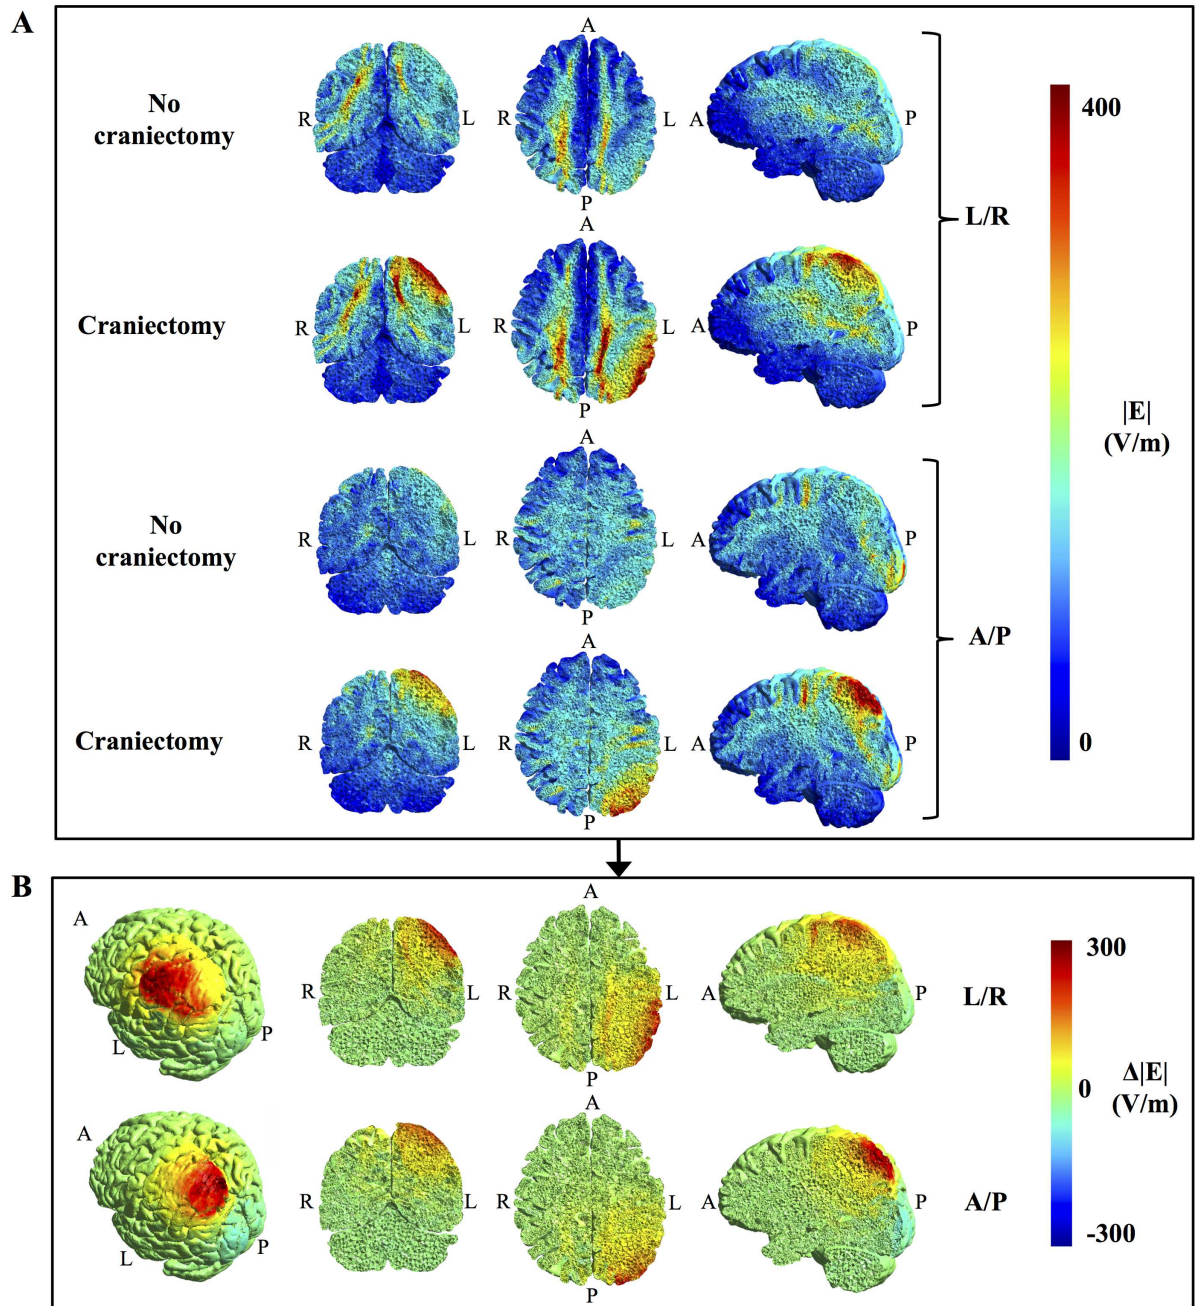 A
A
No
craniectomy
R
L
R
L
A
P
400
P
L/R
A
Craniectomy
R
L
R
L
A
P
P
|E|
(V/m)
A
No
craniectomy
R
L
R
L
A
P
P
A/P
A
Craniectomy
R
L
R
L
A
P
0
P
B
A
A
300
R
L
R
L
A
P
L/R
P
L
P
0
Δ|E|
(V/m)
A
A
R
L
R
L
A
P
A/P
P
L
-300
P